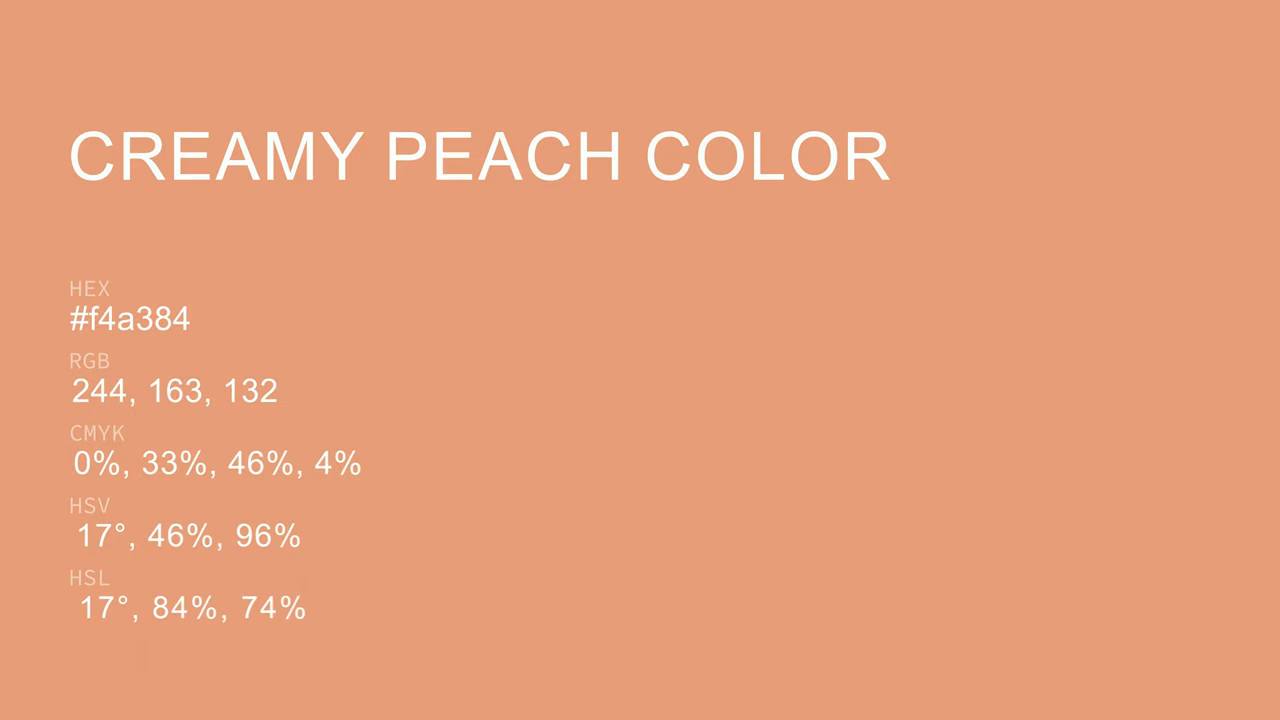 CREAMY PEACH COLOR
HEX
#f4a384
RGB
244, 163, 132
CMYK
0%, 33%, 46%, 4%
HSV
17°, 46%, 96%
HSL
17°, 84%, 74%